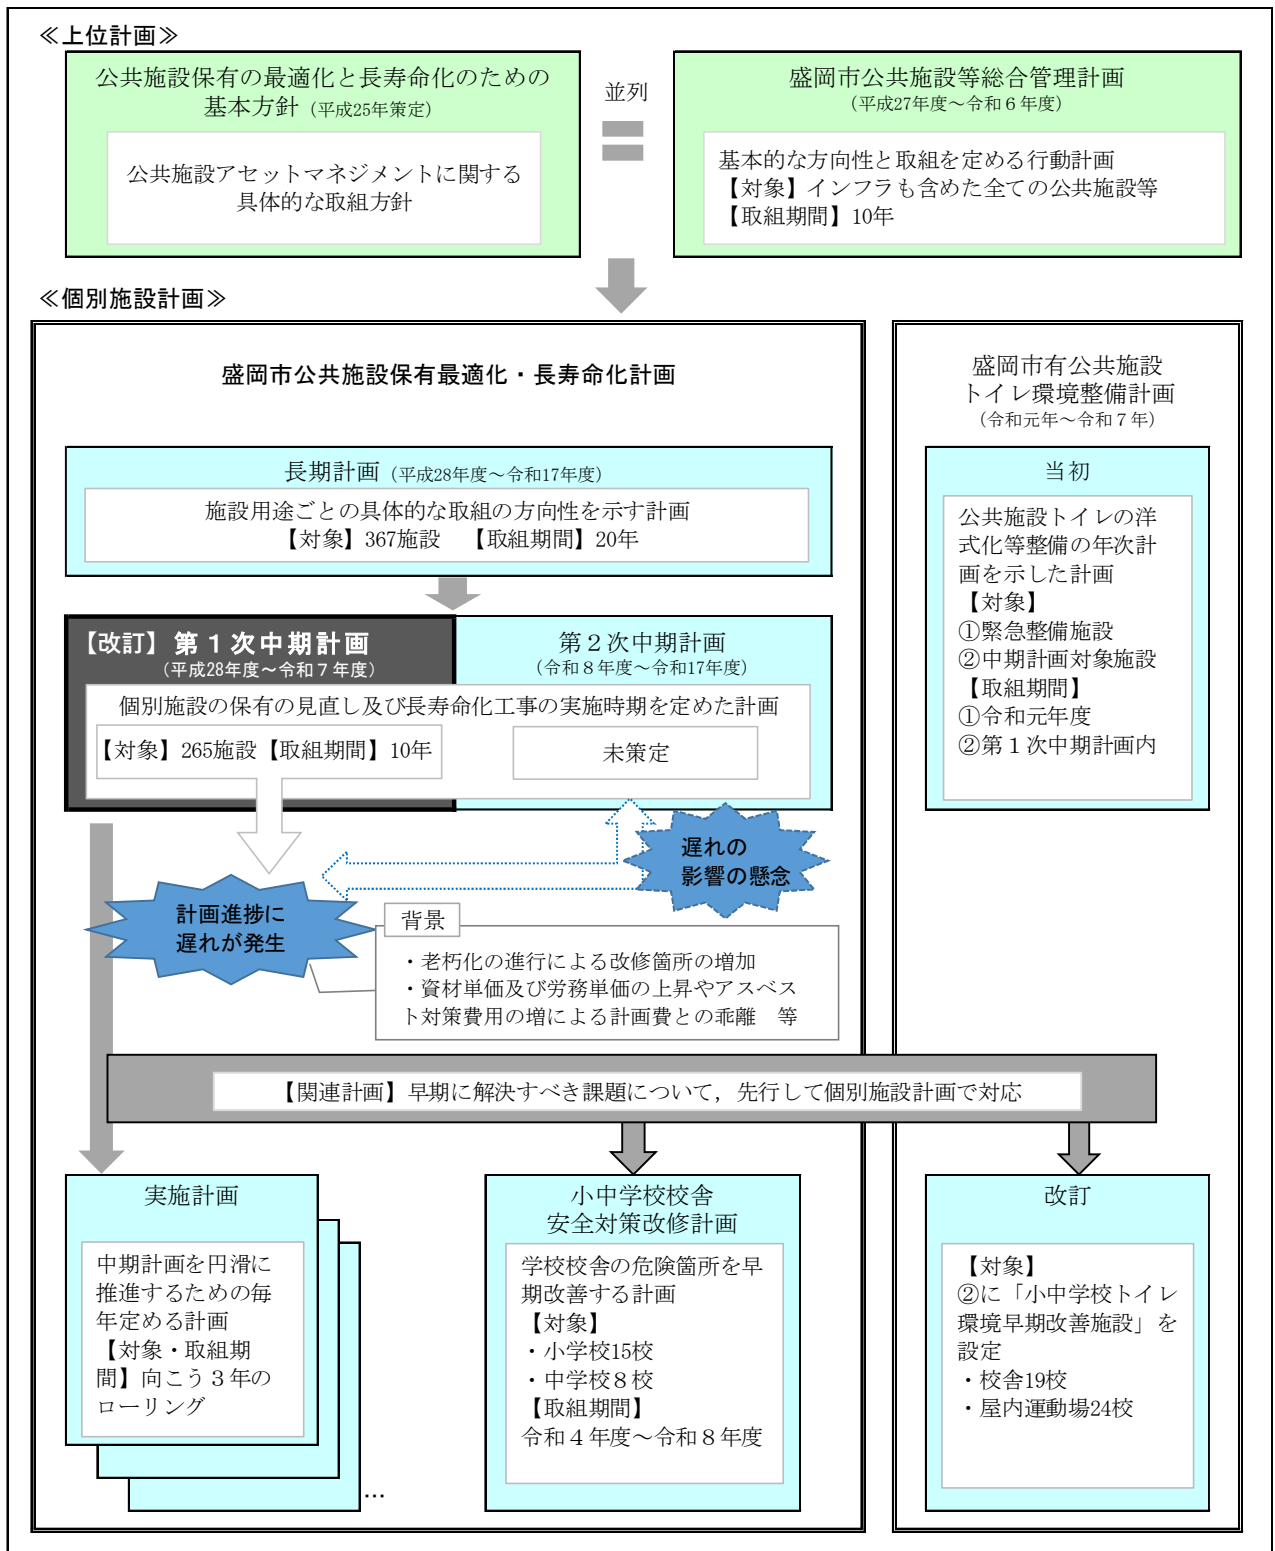 ≪上位計画≫
公共施設保有の最適化と長寿命化のための
基本方針（平成25年策定）
公共施設アセットマネジメントに関する
具体的な取組方針
並列
盛岡市公共施設等総合管理計画
（平成27年度～令和６年度）
基本的な方向性と取組を定める行動計画
【対象】インフラも含めた全ての公共施設等
【取組期間】10年
≪個別施設計画≫
盛岡市公共施設保有最適化・長寿命化計画
長期計画（平成28年度～令和17年度）
施設用途ごとの具体的な取組の方向性を示す計画
【対象】367施設　【取組期間】20年
【改訂】第１次中期計画
（平成28年度～令和７年度）
第２次中期計画
（令和８年度～令和17年度）
個別施設の保有の見直し及び長寿命化工事の実施時期を定めた計画
【対象】265施設【取組期間】10年
未策定
遅れの
影響の懸念
計画進捗に
遅れが発生
背景
・老朽化の進行による改修箇所の増加
・資材単価及び労務単価の上昇やアスベス
ト対策費用の増による計画費との乖離　等
盛岡市有公共施設
トイレ環境整備計画
（令和元年～令和７年）
当初
公共施設トイレの洋
式化等整備の年次計
画を示した計画
【対象】
①緊急整備施設
②中期計画対象施設
【取組期間】
①令和元年度
②第１次中期計画内
【関連計画】早期に解決すべき課題について，先行して個別施設計画で対応
実施計画
中期計画を円滑に
推進するための毎
年定める計画
【対象・取組期
間】向こう３年の
ローリング
…
小中学校校舎
安全対策改修計画
学校校舎の危険箇所を早
期改善する計画
【対象】
・小学校15校
・中学校８校
【取組期間】
令和４年度～令和８年度
改訂
【対象】
②に「小中学校トイレ
環境早期改善施設」を
設定
・校舎19校
・屋内運動場24校